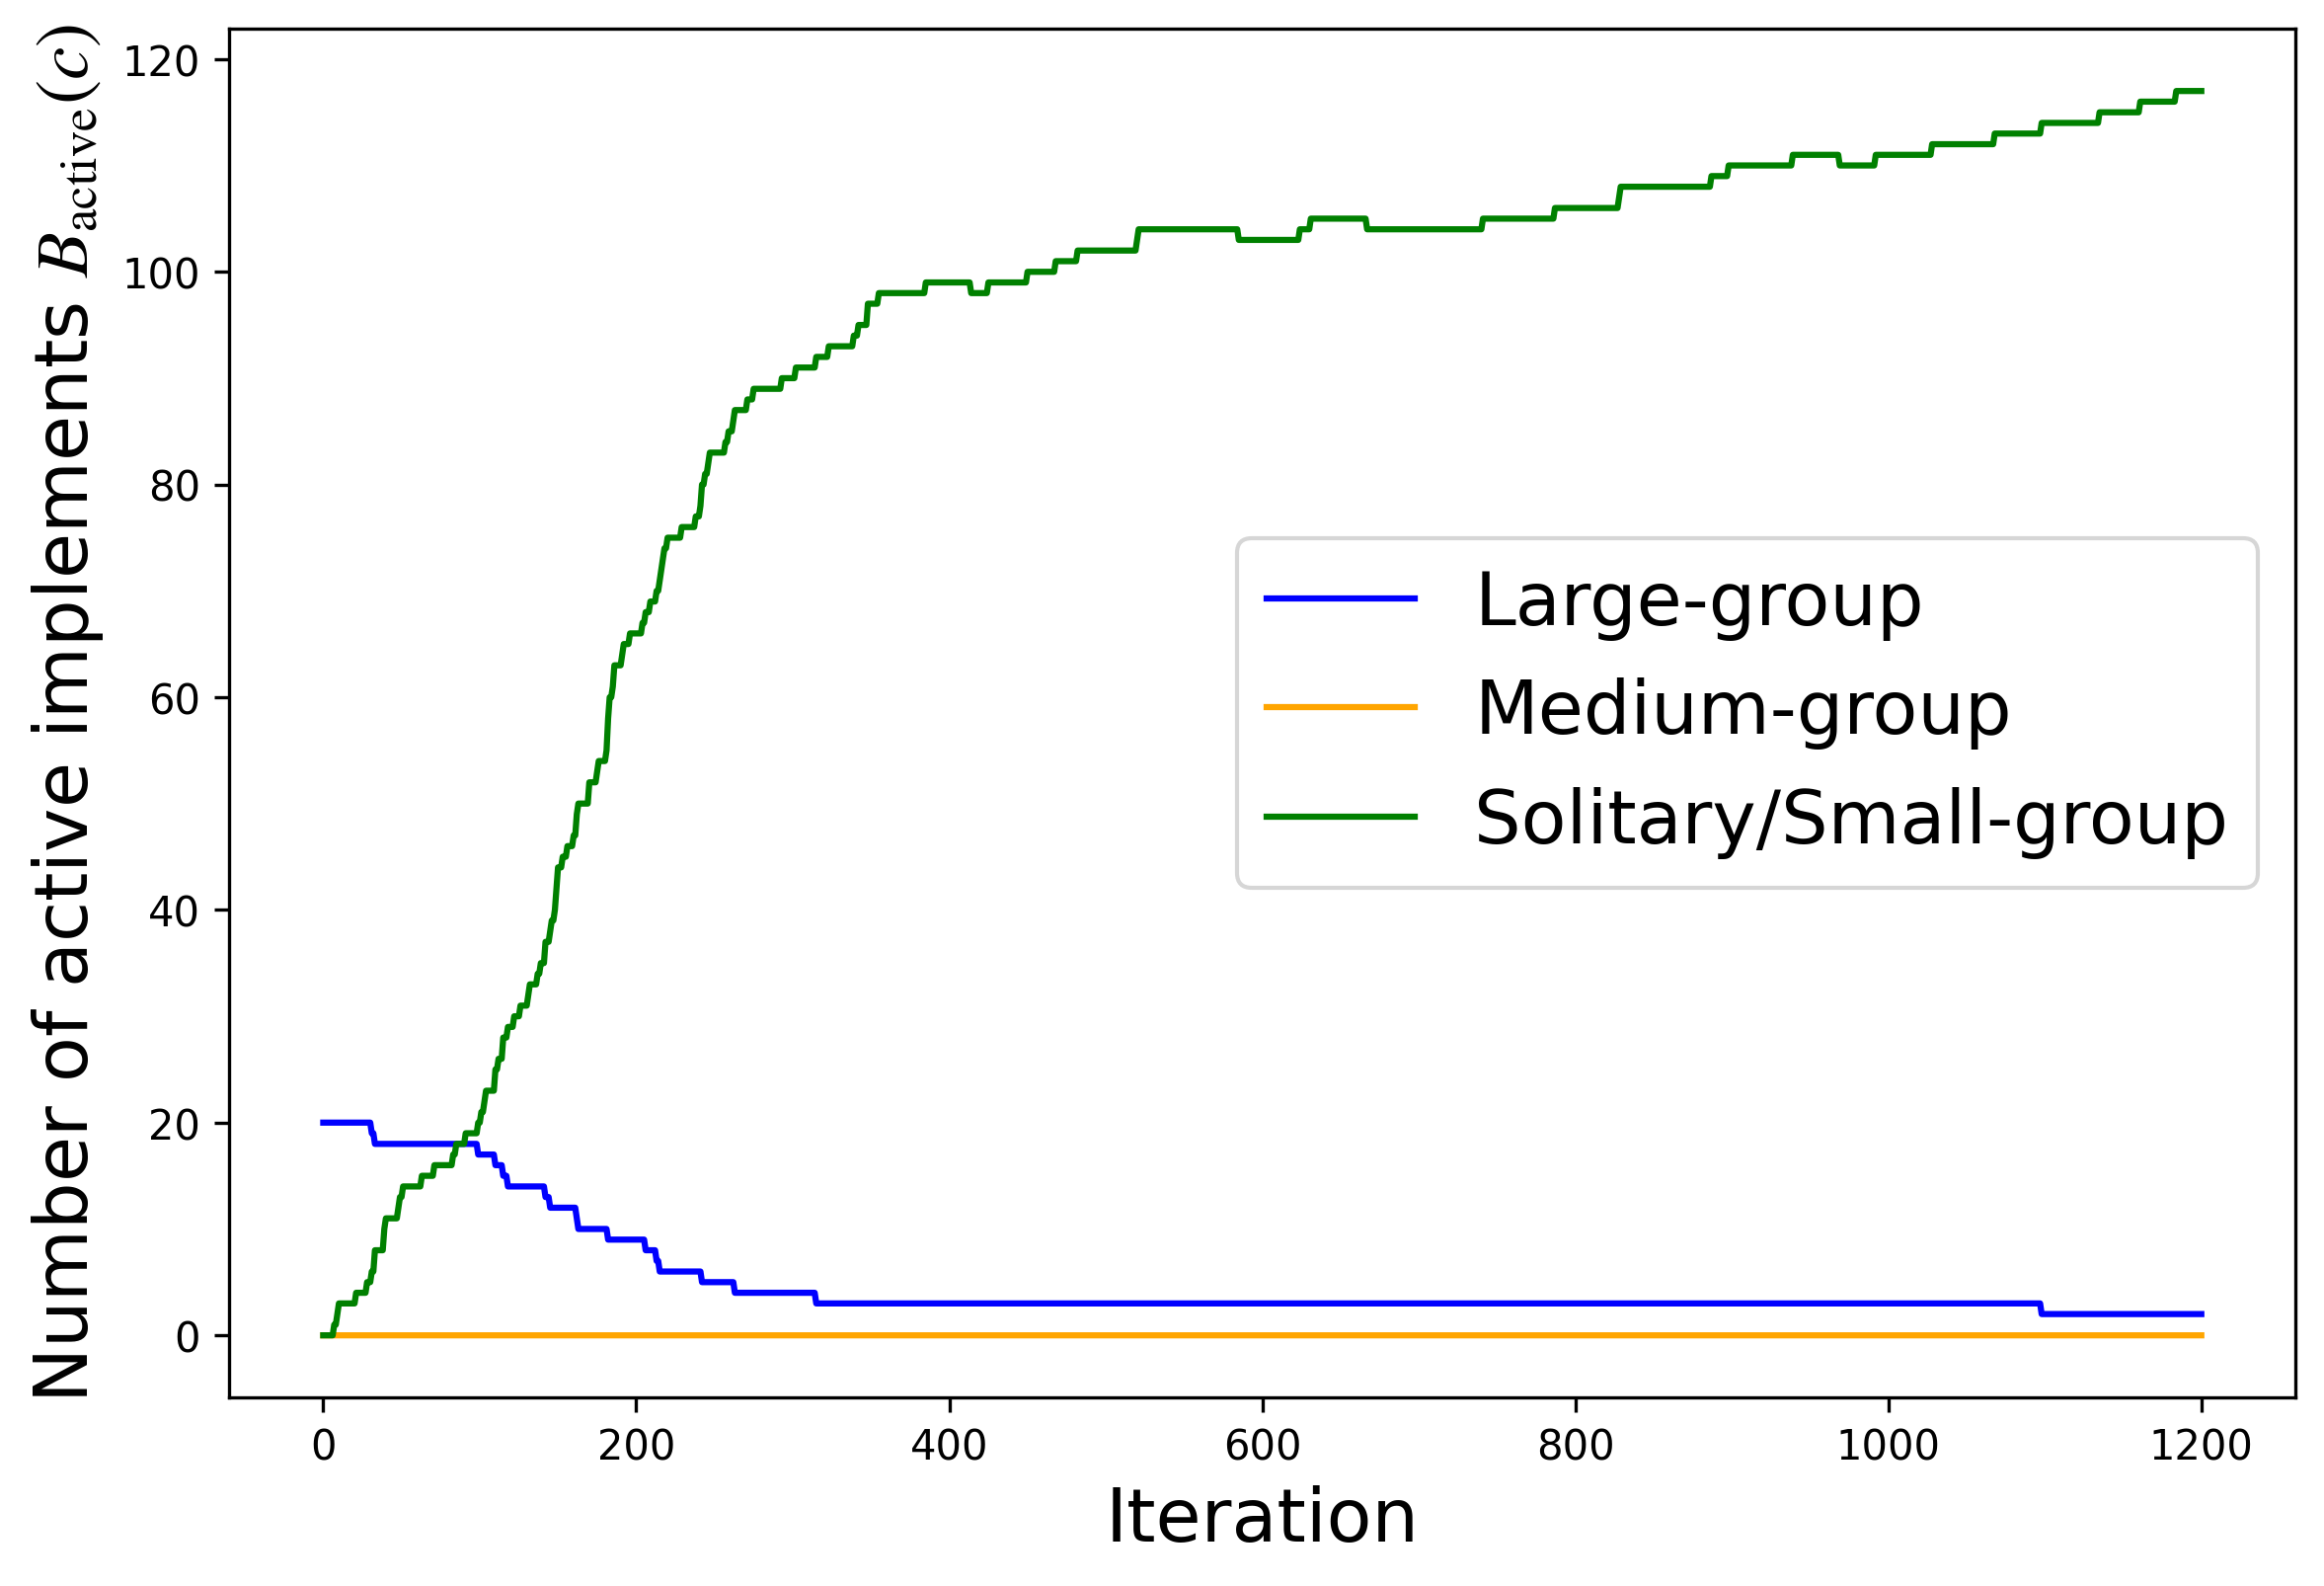 Number of active implements B_active(c)
120
100
80
60
40
20
0
Large-group
Medium-group
Solitary/Small-group
0 200 400 600 800 1000 1200
Iteration